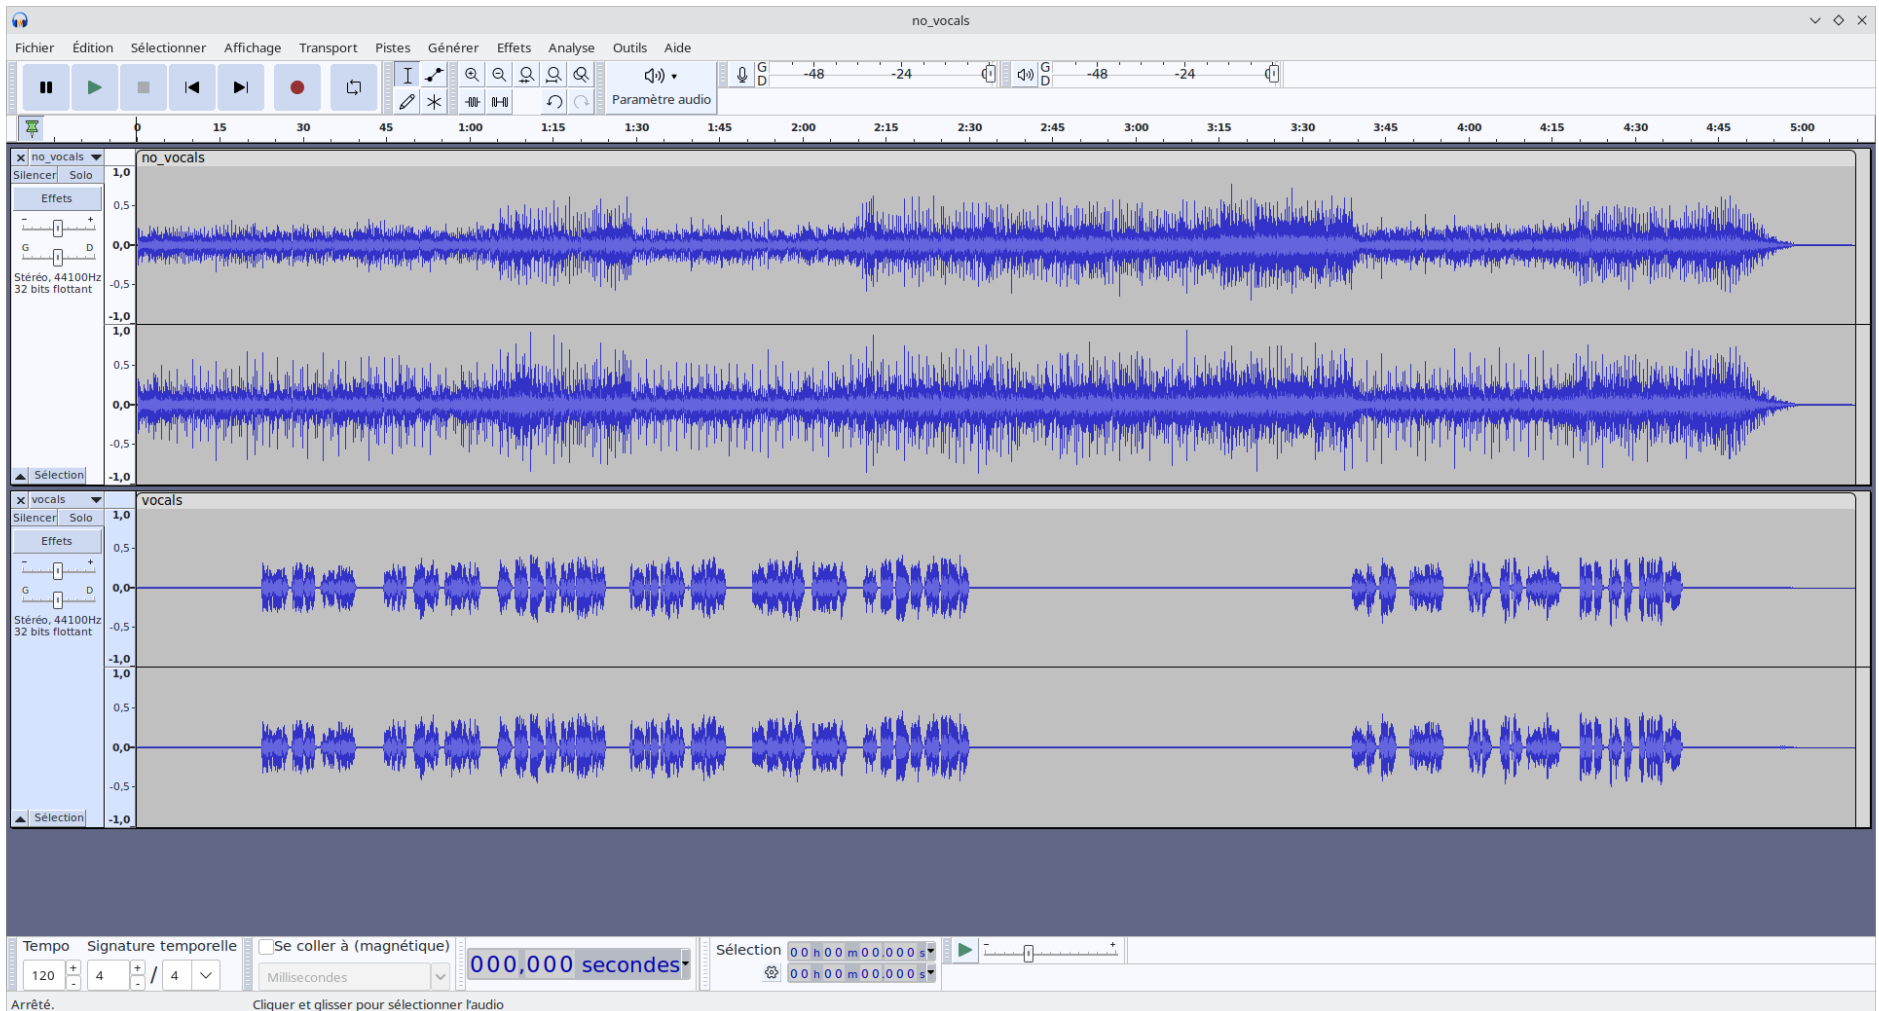 no_vocals
Fichier Édition Sélectionner Affichage Transport Pistes Générer Effets Analyse Outils Aide
Paramètre audio
G
D
-48 -24 0
G
D
-48 -24 0
0 15 30 45 1:00 1:15 1:30 1:45 2:00 2:15 2:30 2:45 3:00 3:15 3:30 3:45 4:00 4:15 4:30 4:45 5:00
no_vocals
Silencer Solo
Effets
- +
G D
Stéréo, 44100Hz
32 bits flottant
Sélection
no_vocals
1,0
0,5-
0,0-
-0,5-
-1,0
1,0
0,5-
0,0-
-0,5-
-1,0
vocals
Silencer Solo
Effets
- +
G D
Stéréo, 44100Hz
32 bits flottant
Sélection
vocals
1,0
0,5-
0,0-
-0,5-
-1,0
1,0
0,5-
0,0-
-0,5-
-1,0
Tempo Signature temporelle
120 + - 4 + - / 4
Se coller à (magnétique)
Millisecondes
000,000 secondes
Sélection
00 h 00 m 00.000 s
00 h 00 m 00.000 s
- +
Arrêté. Cliquer et glisser pour sélectionner l'audio